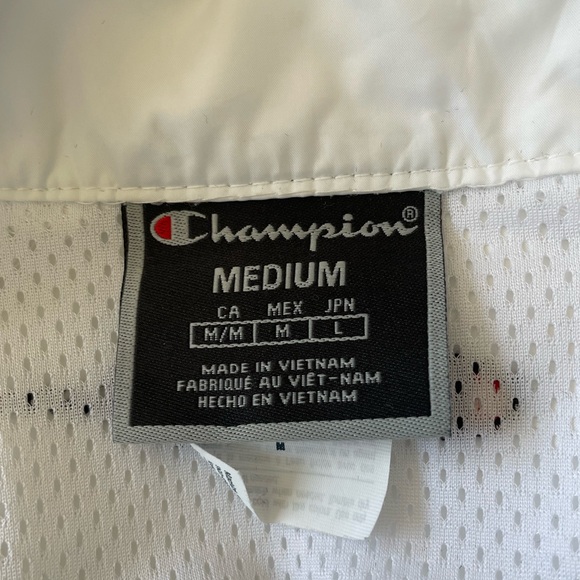 Champion®
MEDIUM
CA MEX JPN
M/M M L
MADE IN VIETNAM
FABRIQUÉ AU VIÊT-NAM
HECHO EN VIETNAM
M